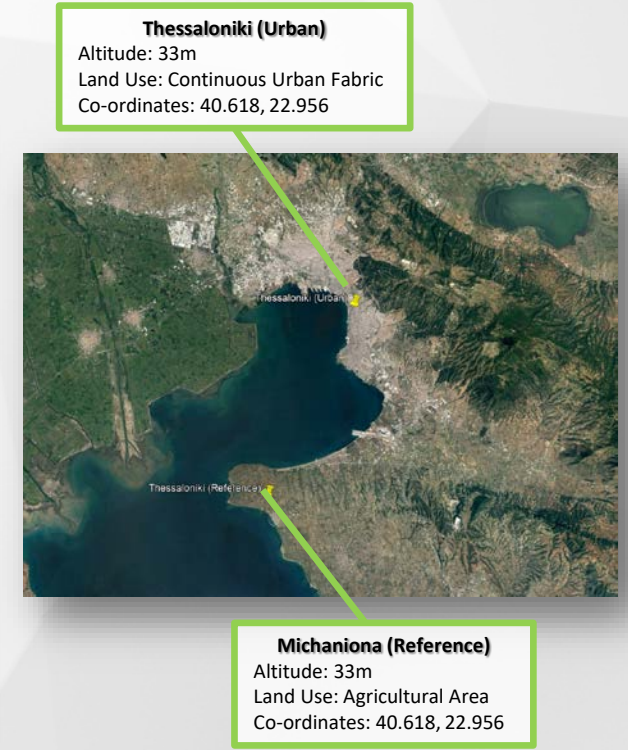 Thessaloniki (Urban)
Altitude: 33m
Land Use: Continuous Urban Fabric
Co-ordinates: 40.618, 22.956
Thessaloniki (Urban)
Thessaloniki (Reference)
Michaniona (Reference)
Altitude: 33m
Land Use: Agricultural Area
Co-ordinates: 40.618, 22.956